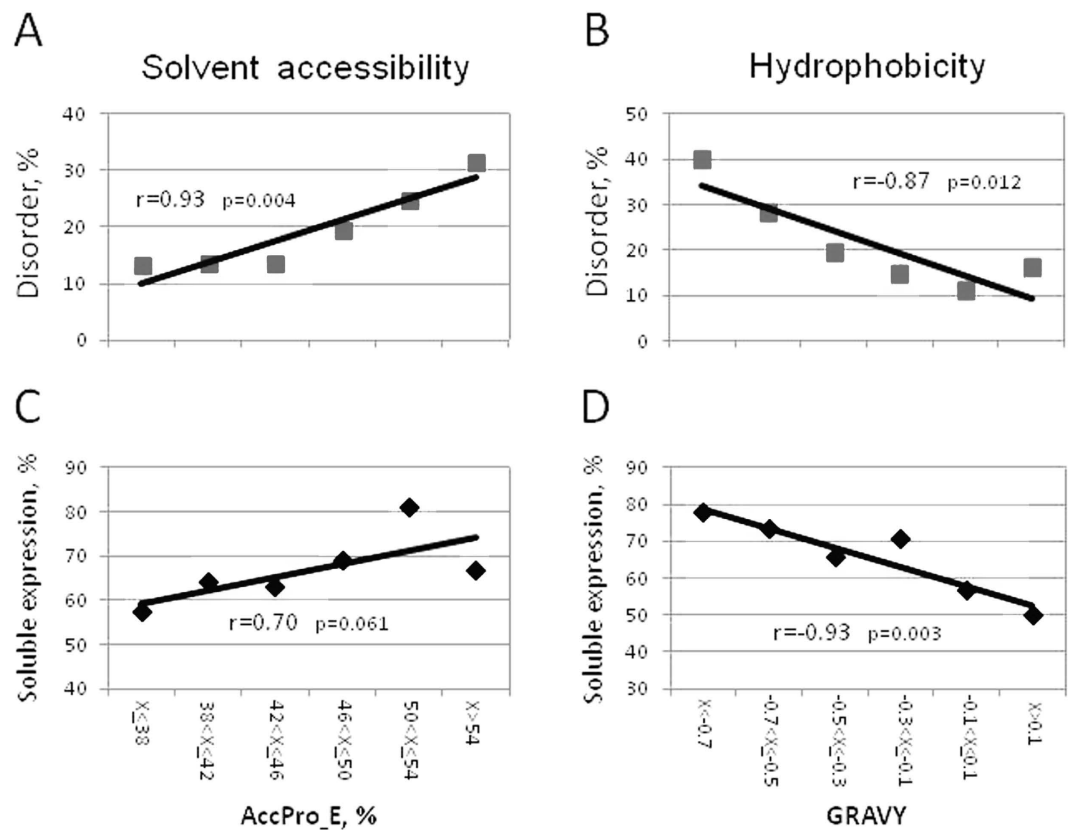 A
Solvent accessibility
Disorder, %
40
30
20
10
0
r=0.93 p=0.004
B
Hydrophobicity
Disorder, %
50
40
30
20
10
0
r=-0.87 p=0.012
C
Soluble expression, %
90
80
70
60
50
40
r=0.70 p=0.061
X≤38
38<X≤42
42<X≤46
46<X≤50
50<X≤54
X>54
AccPro_E, %
D
Soluble expression, %
90
80
70
60
50
40
30
r=-0.93 p=0.003
X<-0.7
-0.7<X≤-0.5
-0.5<X≤-0.3
-0.3<X≤-0.1
-0.1<X≤0.1
X>0.1
GRAVY